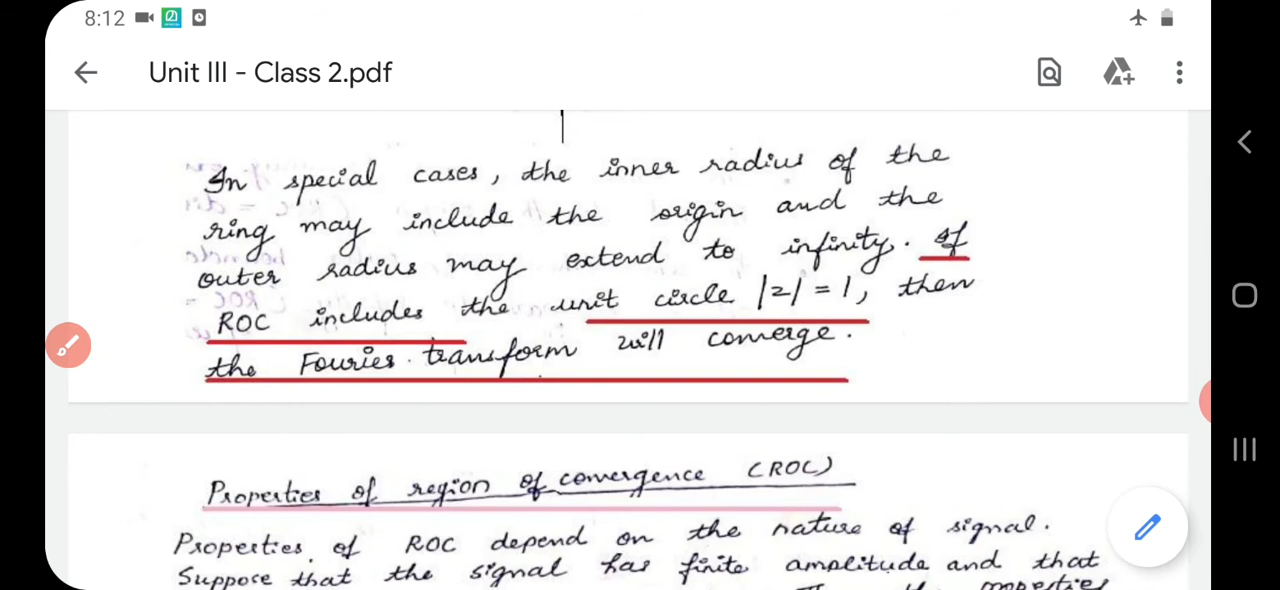 8:12
Unit III - Class 2.pdf
In special cases, the inner radius of the
ring may include the origin and the
outer radius may extend to infinity. If
ROC includes the unit circle |z| = 1, then
the Fourier transform will converge.
Properties of region of convergence (ROC)
Properties of ROC depend on the nature of signal.
Suppose that the signal has finite amplitude and that
properties